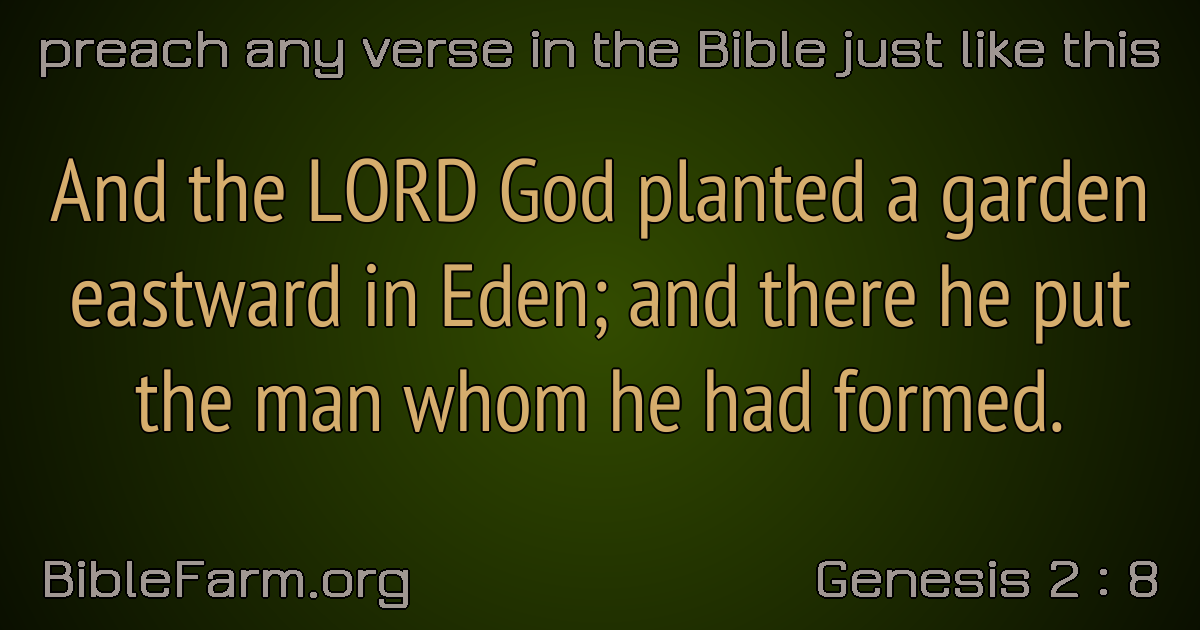 preach any verse in the Bible just like this
And the LORD God planted a garden
eastward in Eden; and there he put
the man whom he had formed.
BibleFarm.org
Genesis 2 : 8